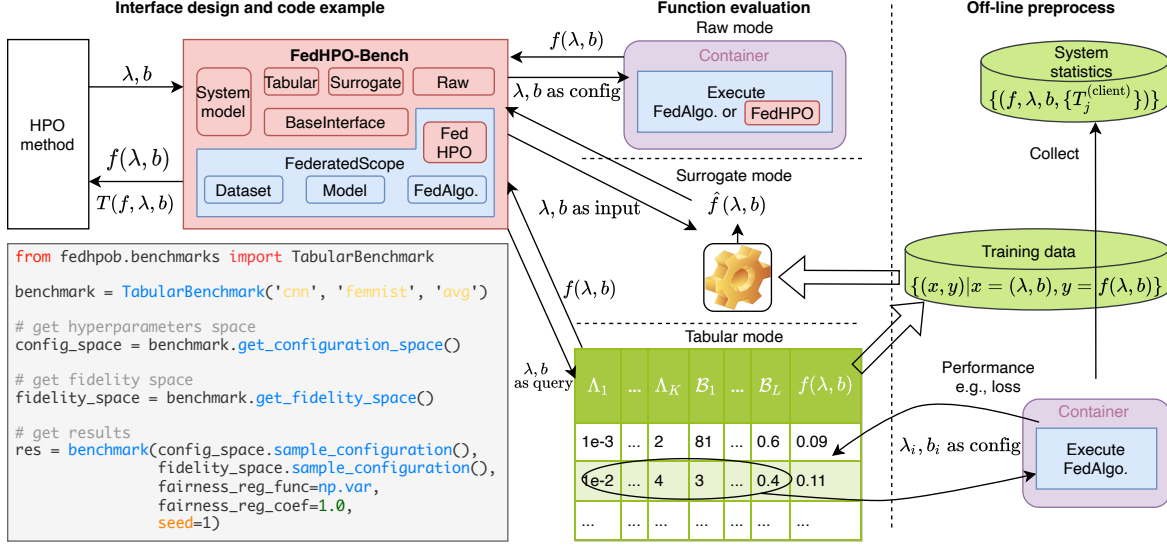 Interface design and code example
HPO
method
λ, b
f(λ, b)
T(f, λ, b)
FedHPO-Bench
System
model
Tabular
Surrogate
Raw
BaseInterface
Fed
HPO
FederatedScope
Dataset
Model
FedAlgo.
from fedhpob.benchmarks import TabularBenchmark
benchmark = TabularBenchmark('cnn', 'femnist', 'avg')
# get hyperparameters space
config_space = benchmark.get_configuration_space()
# get fidelity space
fidelity_space = benchmark.get_fidelity_space()
# get results
res = benchmark(config_space.sample_configuration(),
fidelity_space.sample_configuration(),
fairness_reg_func=np.var,
fairness_reg_coef=1.0,
seed=1)
Function evaluation
Raw mode
f(λ, b)
λ, b as config
Container
Execute
FedAlgo. or FedHPO
Surrogate mode
λ, b as input
f̂(λ, b)
f(λ, b)
λ, b
as query
Tabular mode
Λ₁ ... Λ_K ℬ₁ ... ℬ_L f(λ, b)
1e-3 ... 2 81 ... 0.6 0.09
1e-2 ... 4 3 ... 0.4 0.11
... ... ...
Off-line preprocess
System
statistics
{(f, λ, b, {T_j^(client)})}
Collect
Training data
{(x, y)|x = (λ, b), y = f(λ, b)}
Performance
e.g., loss
λ_i, b_i as config
Container
Execute
FedAlgo.